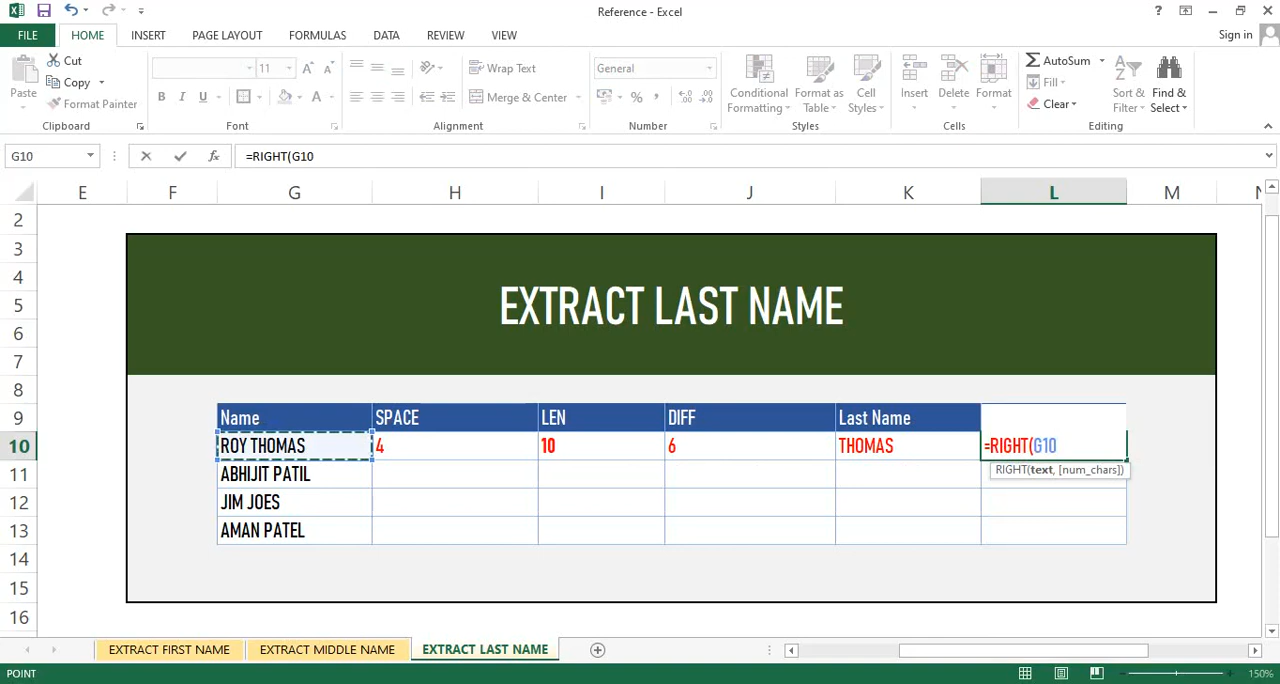 Reference - Excel
?
FILE HOME INSERT PAGE LAYOUT FORMULAS DATA REVIEW VIEW Sign in
Paste Cut Copy Format Painter Clipboard
11 A A B I U A Font
Wrap Text Merge & Center Alignment
General % , Number
Conditional Formatting Format as Table Cell Styles Styles
Insert Delete Format Cells
AutoSum Fill Clear Sort & Filter Find & Select Editing
G10 fx =RIGHT(G10
E F G H I J K L M N
2
3
4
5 EXTRACT LAST NAME
6
7
8
9 Name SPACE LEN DIFF Last Name
10 ROY THOMAS 4 10 6 THOMAS =RIGHT(G10
RIGHT(text, [num_chars])
11 ABHIJIT PATIL
12 JIM JOES
13 AMAN PATEL
14
15
16
EXTRACT FIRST NAME EXTRACT MIDDLE NAME EXTRACT LAST NAME
POINT 150%